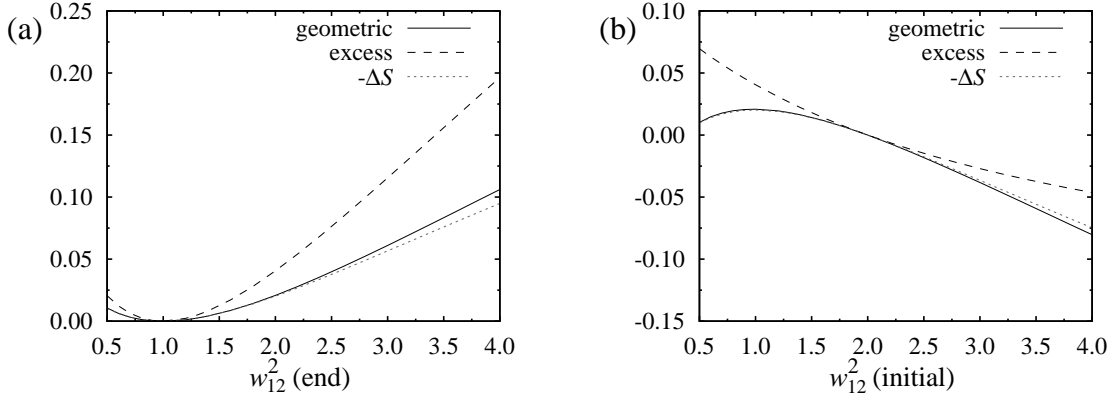 (a)
geometric
excess
-ΔS
0.25
0.20
0.15
0.10
0.05
0.00
0.5 1.0 1.5 2.0 2.5 3.0 3.5 4.0
w₁₂² (end)
(b)
geometric
excess
-ΔS
0.10
0.05
0.00
-0.05
-0.10
-0.15
0.5 1.0 1.5 2.0 2.5 3.0 3.5 4.0
w₁₂² (initial)